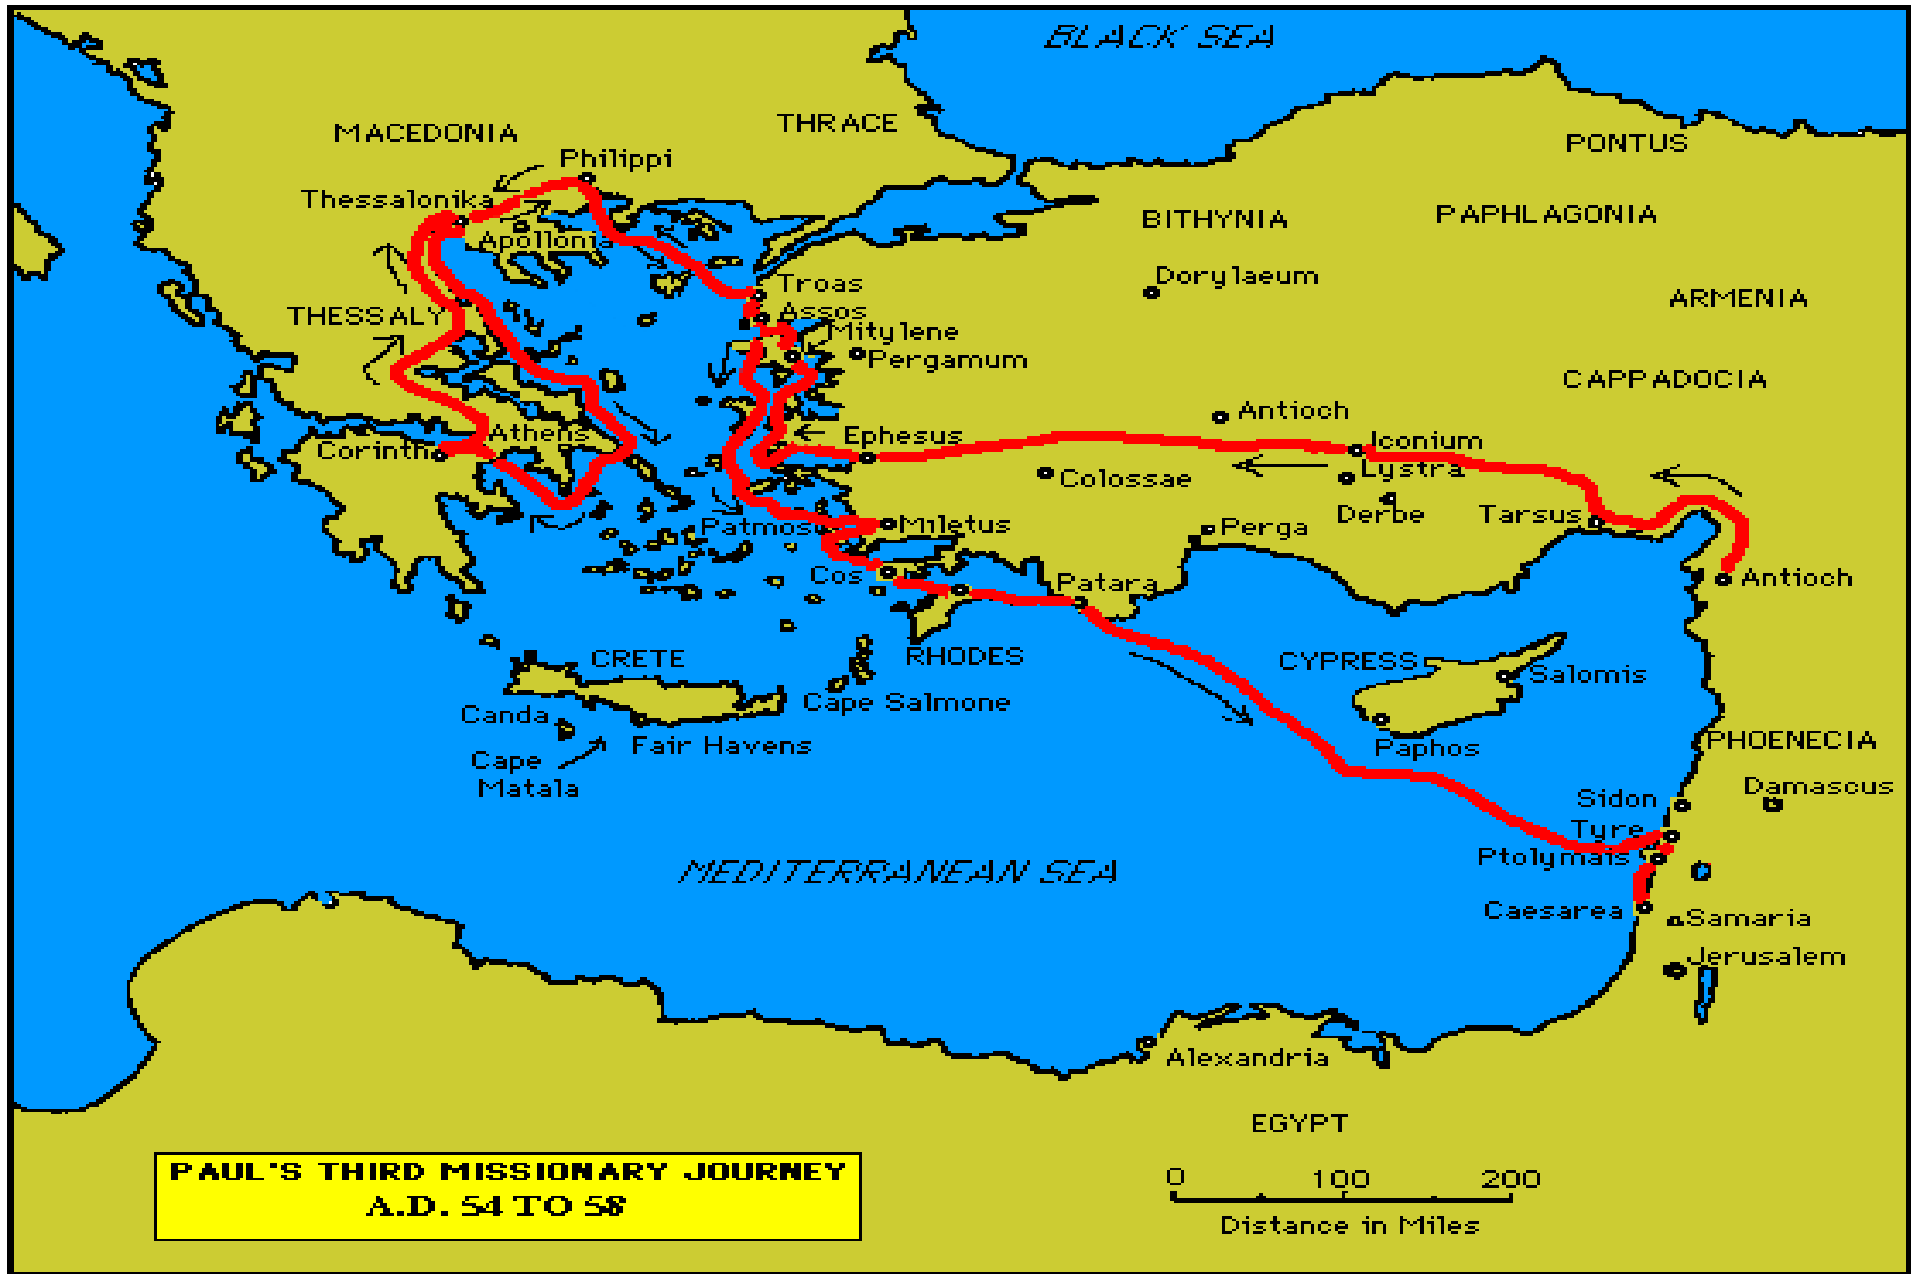 BLACK SEA
THRACE
MACEDONIA
PONTUS
Philippi
Thessalonika
BITHYNIA
PAPHLAGONIA
Apollonia
Dorylaeum
Troas
ARMENIA
Assos
THESSALY
Mitylene
Pergamum
CAPPADOCIA
Antioch
Athens
Ephesus
Iconium
Corinth
Lystra
Colossae
Derbe
Tarsus
Patmos
Miletus
Perga
Cos
Patara
Antioch
CRETE
RHODES
CYPRESS
Salomis
Cape Salmone
Canda
Fair Havens
Paphos
PHOENECIA
Cape
Matala
Damascus
Sidon
Tyre
Ptolymais
MEDITERRANEAN SEA
Caesarea
Samaria
Jerusalem
Alexandria
EGYPT
PAUL'S THIRD MISSIONARY JOURNEY
A.D. 54 TO 58
0 100 200
Distance in Miles